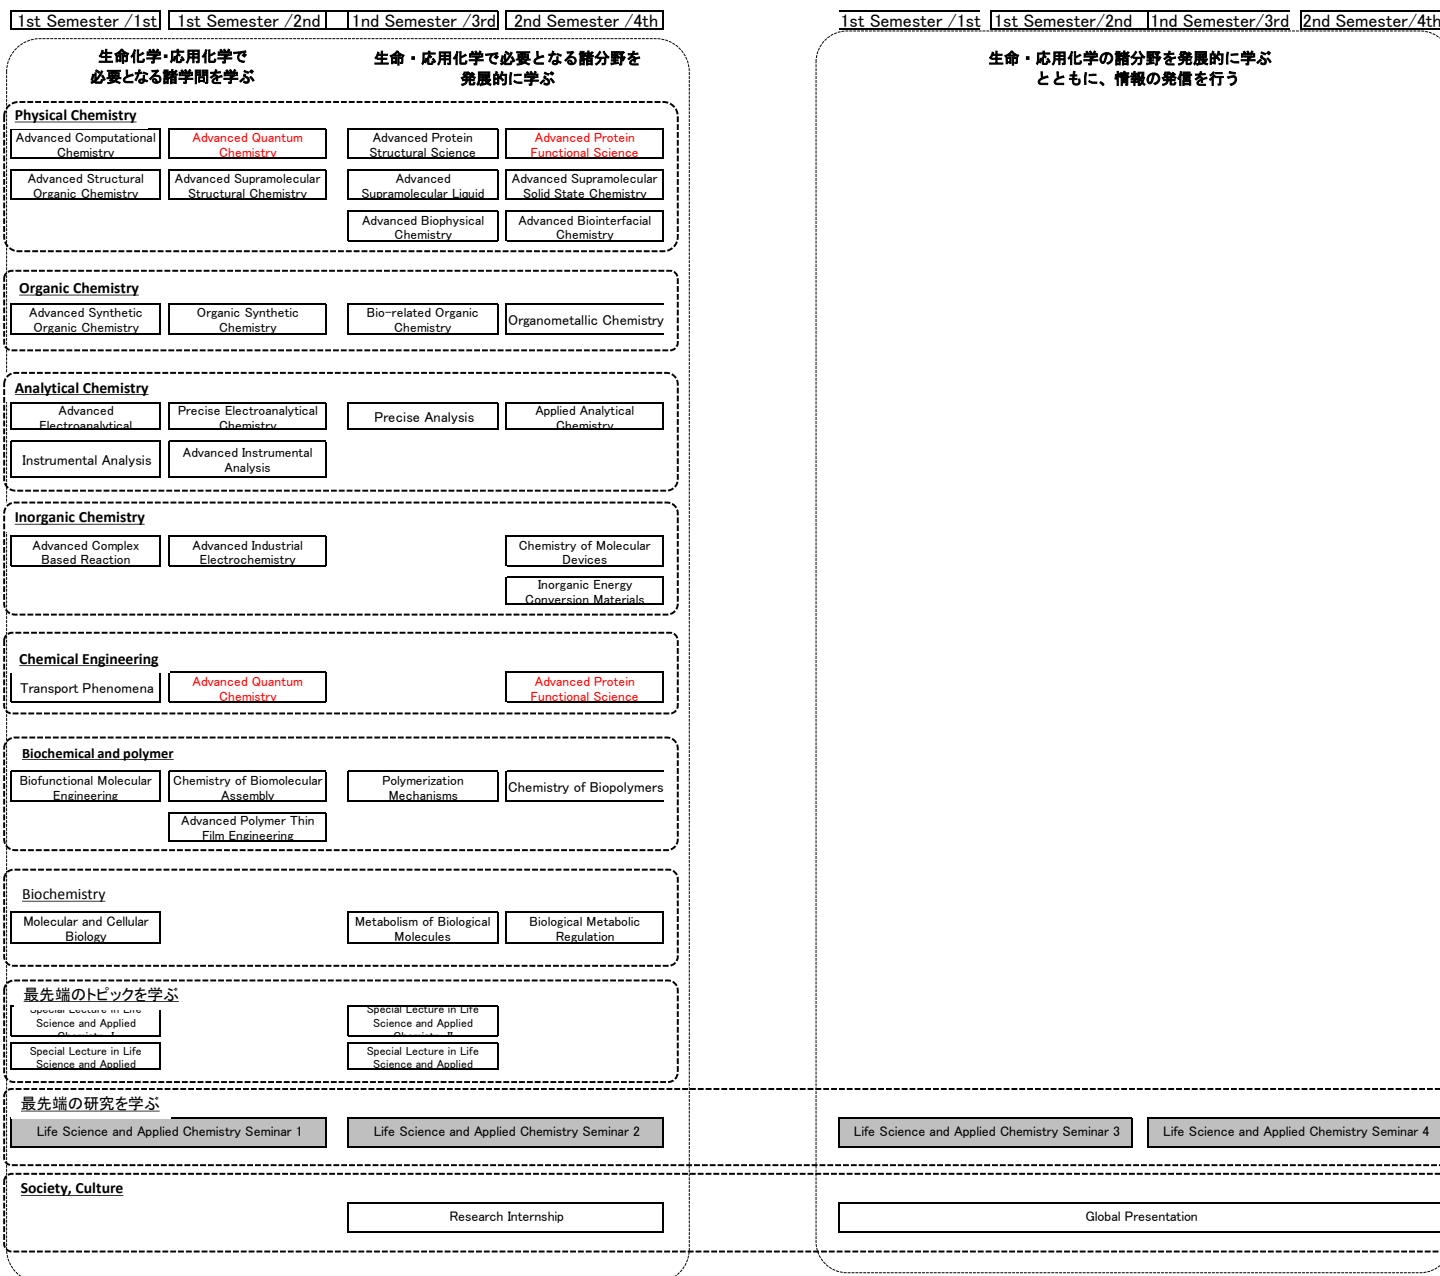 1st Semester /1st 1st Semester /2nd 1nd Semester /3rd 2nd Semester /4th 1st Semester /1st 1st Semester/2nd 1nd Semester/3rd 2nd Semester/4th
生命化学・応用化学で
必要となる諸学問を学ぶ
生命・応用化学で必要となる諸分野を
発展的に学ぶ
生命・応用化学の諸分野を発展的に学ぶ
とともに、情報の発信を行う
Physical Chemistry
Advanced Computational
Chemistry
Advanced Quantum
Chemistry
Advanced Protein
Structural Science
Advanced Protein
Functional Science
Advanced Structural
Organic Chemistry
Advanced Supramolecular
Structural Chemistry
Advanced
Supramolecular Liquid
Advanced Supramolecular
Solid State Chemistry
Advanced Biophysical
Chemistry
Advanced Biointerfacial
Chemistry
Organic Chemistry
Advanced Synthetic
Organic Chemistry
Organic Synthetic
Chemistry
Bio-related Organic
Chemistry
Organometallic Chemistry
Analytical Chemistry
Advanced
Electroanalytical
Precise Electroanalytical
Chemistry
Precise Analysis
Applied Analytical
Chemistry
Instrumental Analysis
Advanced Instrumental
Analysis
Inorganic Chemistry
Advanced Complex
Based Reaction
Advanced Industrial
Electrochemistry
Chemistry of Molecular
Devices
Inorganic Energy
Conversion Materials
Chemical Engineering
Transport Phenomena
Advanced Quantum
Chemistry
Advanced Protein
Functional Science
Biochemical and polymer
Biofunctional Molecular
Engineering
Chemistry of Biomolecular
Assembly
Polymerization
Mechanisms
Chemistry of Biopolymers
Advanced Polymer Thin
Film Engineering
Biochemistry
Molecular and Cellular
Biology
Metabolism of Biological
Molecules
Biological Metabolic
Regulation
最先端のトピックを学ぶ
Special Lecture in Life
Science and Applied
Chemistry I
Special Lecture in Life
Science and Applied
Chemistry II
Special Lecture in Life
Science and Applied
Special Lecture in Life
Science and Applied
最先端の研究を学ぶ
Life Science and Applied Chemistry Seminar 1
Life Science and Applied Chemistry Seminar 2
Life Science and Applied Chemistry Seminar 3
Life Science and Applied Chemistry Seminar 4
Society, Culture
Research Internship
Global Presentation